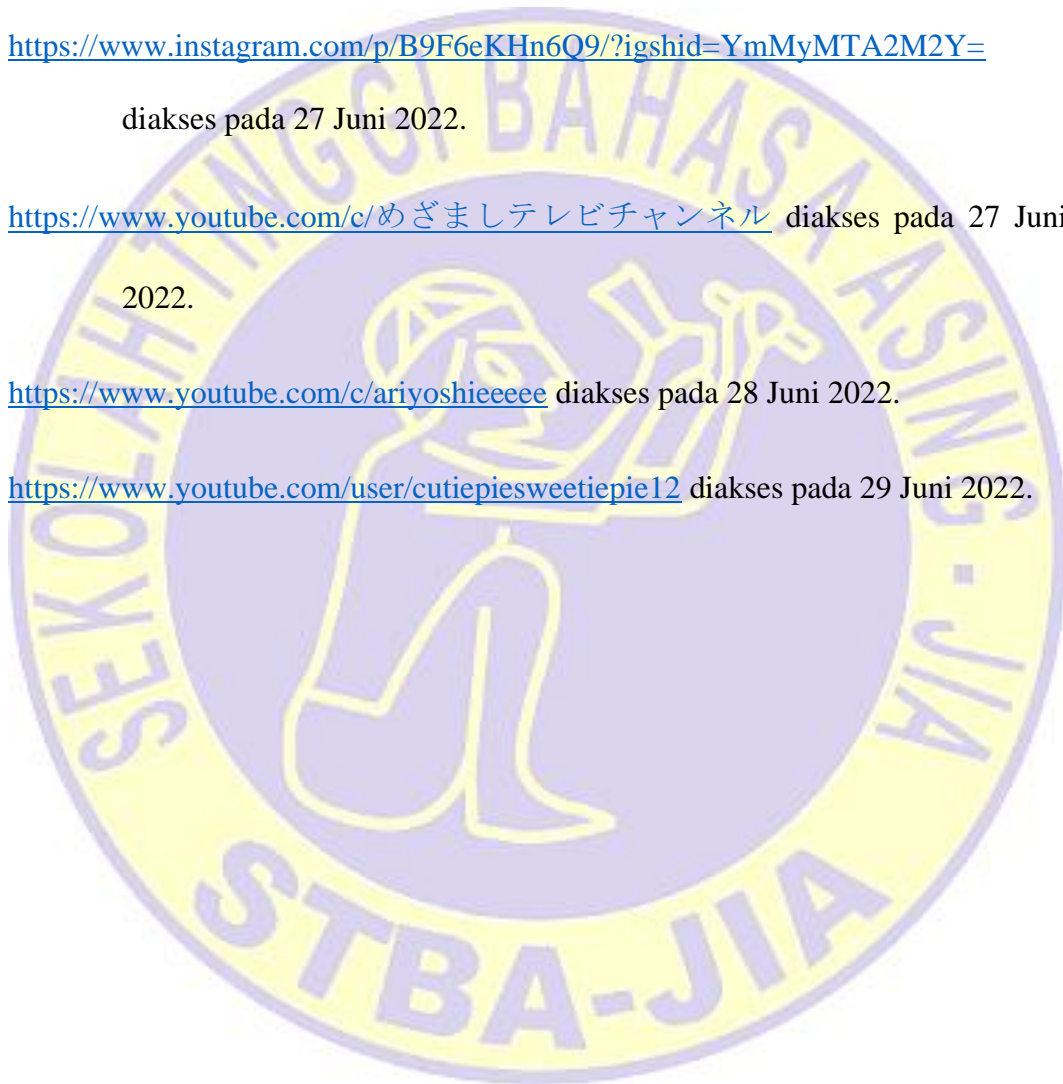 https://www.instagram.com/p/B9F6eKHn6Q9/?igshid=YmMyMTA2M2Y=
diakses pada 27 Juni 2022.
https://www.youtube.com/c/めざましテレビチャンネル diakses pada 27 Juni
2022.
https://www.youtube.com/c/ariyoshieeeee diakses pada 28 Juni 2022.
https://www.youtube.com/user/cutiepiesweetiepie12 diakses pada 29 Juni 2022.
SEKOLAH TINGGI BAHASA ASING - JIA
STBA-JIA